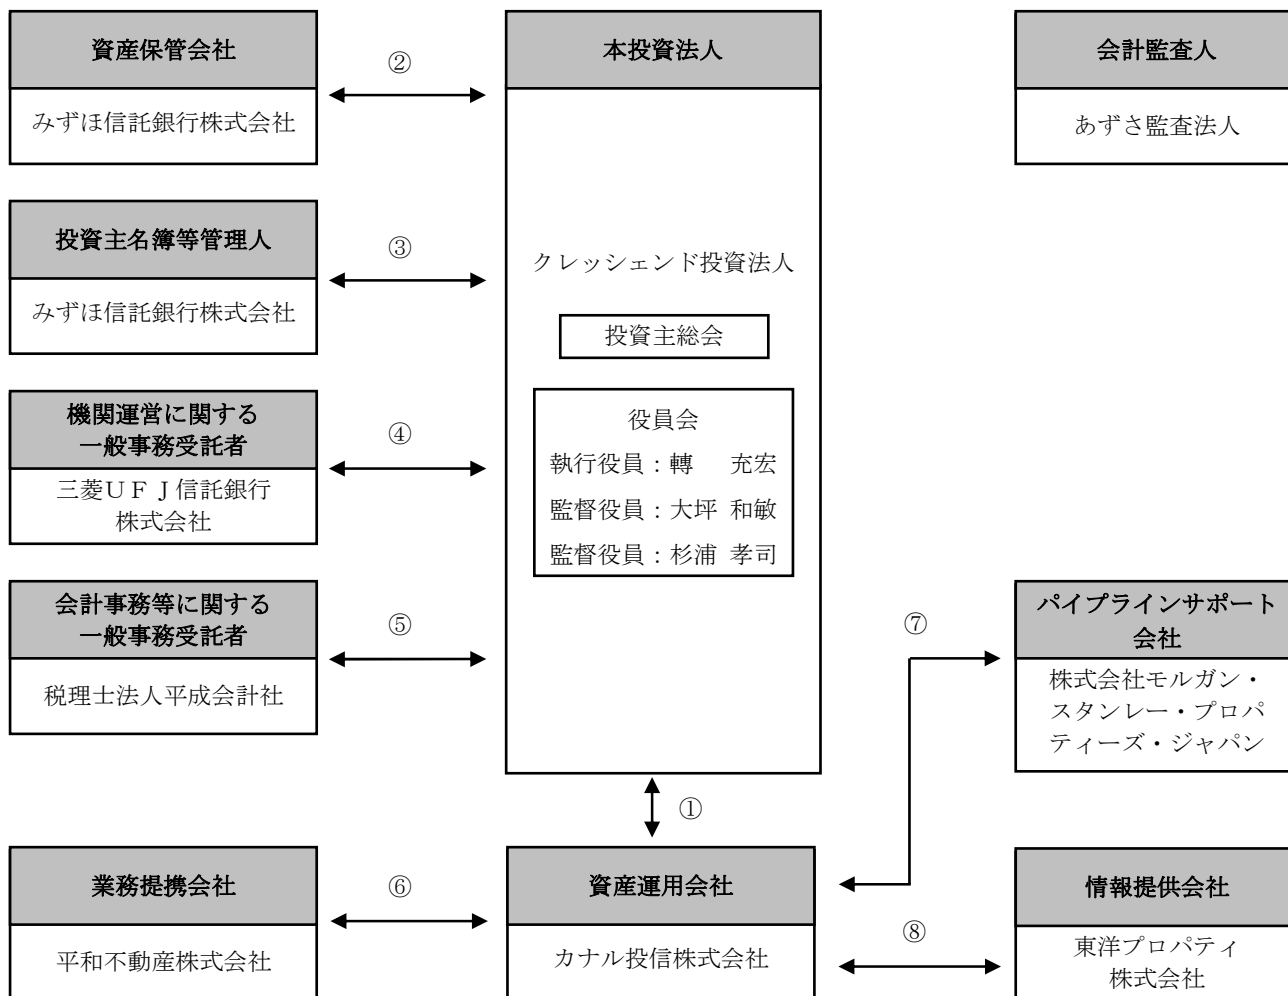 資産保管会社
みずほ信託銀行株式会社
②
本投資法人
会計監査人
あずさ監査法人
投資主名簿等管理人
みずほ信託銀行株式会社
③
クレッシェンド投資法人
投資主総会
機関運営に関する
一般事務受託者
三菱UFJ信託銀行
株式会社
④
役員会
執行役員：轉　充宏
監督役員：大坪 和敏
監督役員：杉浦 孝司
会計事務等に関する
一般事務受託者
税理士法人平成会計社
⑤
⑦
パイプラインサポート
会社
株式会社モルガン・
スタンレー・プロパ
ティーズ・ジャパン
①
業務提携会社
平和不動産株式会社
⑥
資産運用会社
カナル投信株式会社
⑧
情報提供会社
東洋プロパティ
株式会社